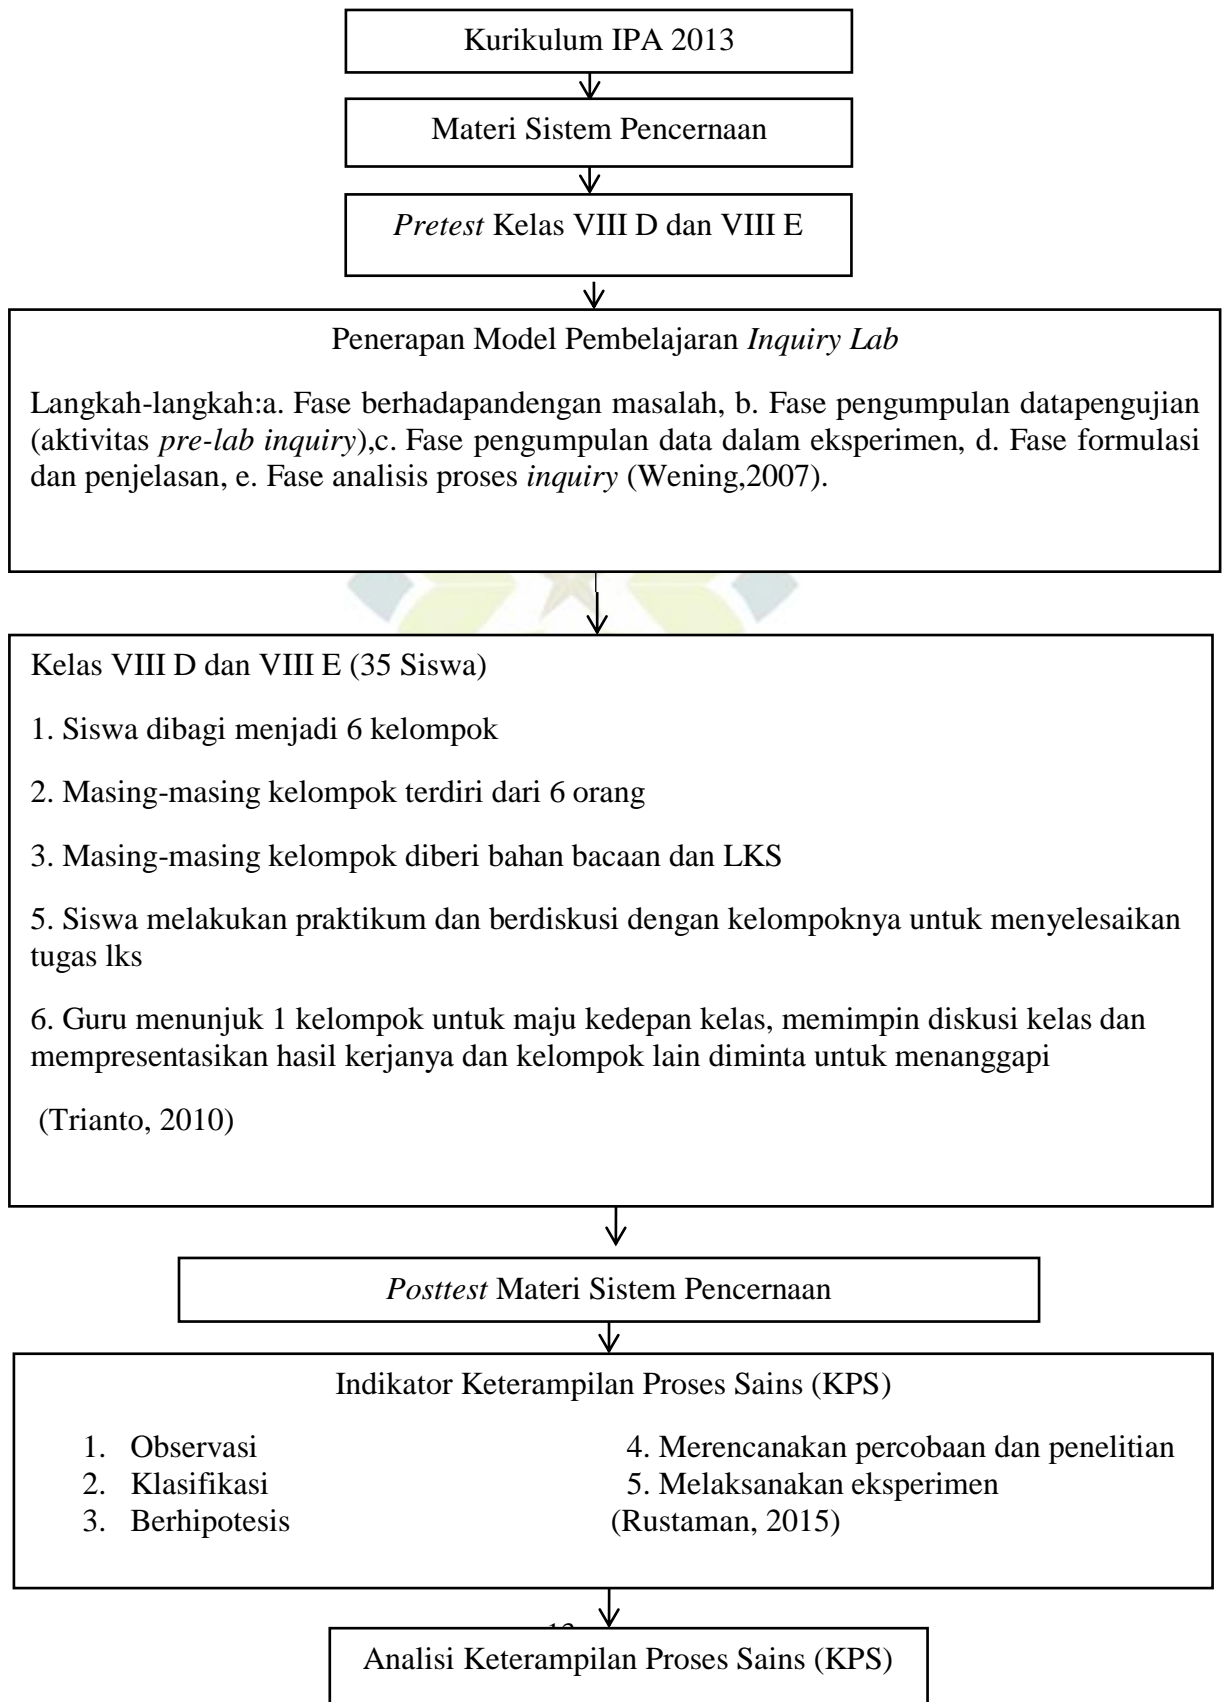 Kurikulum IPA 2013
Materi Sistem Pencernaan
Pretest Kelas VIII D dan VIII E
Penerapan Model Pembelajaran Inquiry Lab
Langkah-langkah:a. Fase berhadapandengan masalah, b. Fase pengumpulan datapengujian
(aktivitas pre-lab inquiry),c. Fase pengumpulan data dalam eksperimen, d. Fase formulasi
dan penjelasan, e. Fase analisis proses inquiry (Wening,2007).
Kelas VIII D dan VIII E (35 Siswa)
1. Siswa dibagi menjadi 6 kelompok
2. Masing-masing kelompok terdiri dari 6 orang
3. Masing-masing kelompok diberi bahan bacaan dan LKS
5. Siswa melakukan praktikum dan berdiskusi dengan kelompoknya untuk menyelesaikan
tugas lks
6. Guru menunjuk 1 kelompok untuk maju kedepan kelas, memimpin diskusi kelas dan
mempresentasikan hasil kerjanya dan kelompok lain diminta untuk menanggapi
(Trianto, 2010)
Posttest Materi Sistem Pencernaan
Indikator Keterampilan Proses Sains (KPS)
1. Observasi 4. Merencanakan percobaan dan penelitian
2. Klasifikasi 5. Melaksanakan eksperimen
3. Berhipotesis (Rustaman, 2015)
Analisi Keterampilan Proses Sains (KPS)